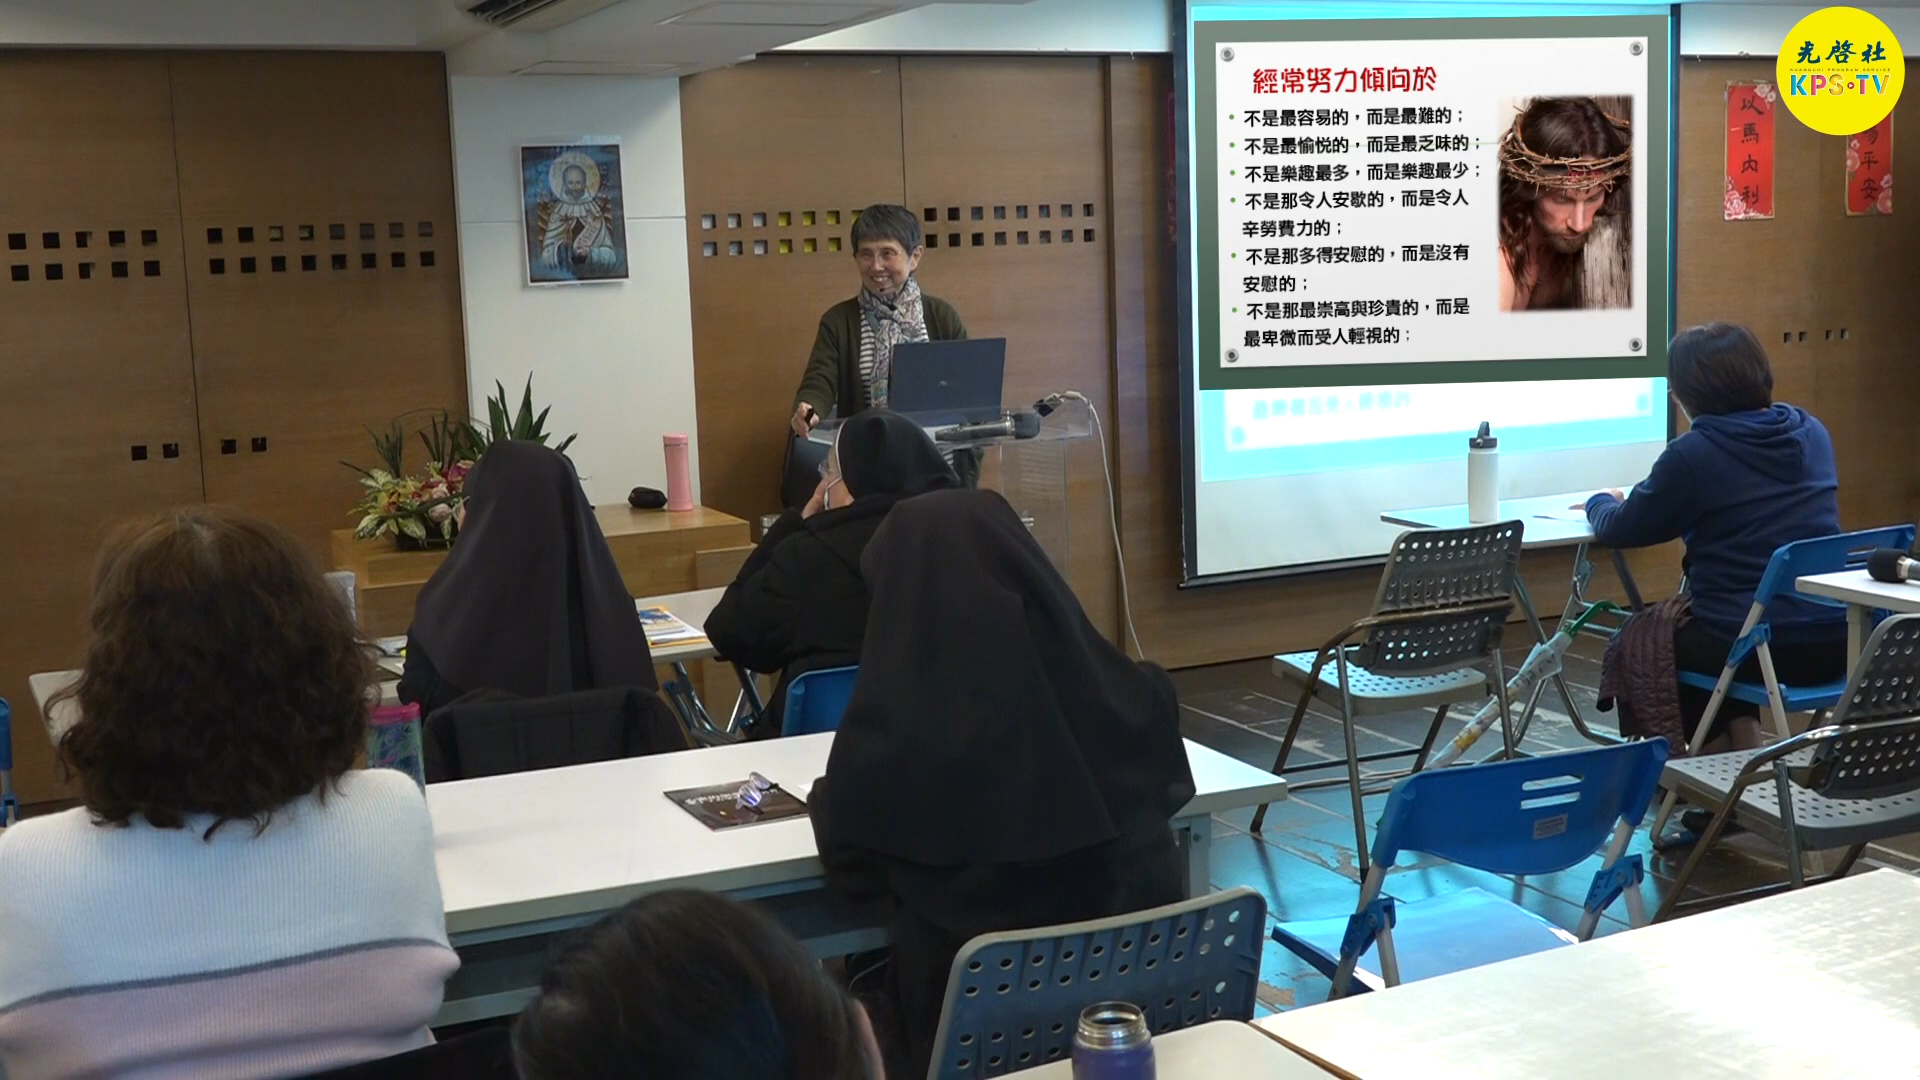 經常努力傾向於
• 不是最容易的，而是最難的；
• 不是最愉悅的，而是最乏味的；
• 不是樂趣最多，而是樂趣最少；
• 不是那令人安歇的，而是令人
辛勞費力的；
• 不是那多得安慰的，而是沒有
安慰的；
• 不是那最崇高與珍貴的，而是
最卑微而受人輕視的；
光啓社
KUANGCHI PROGRAM SERVICE
KPS•TV
以馬內利
平安